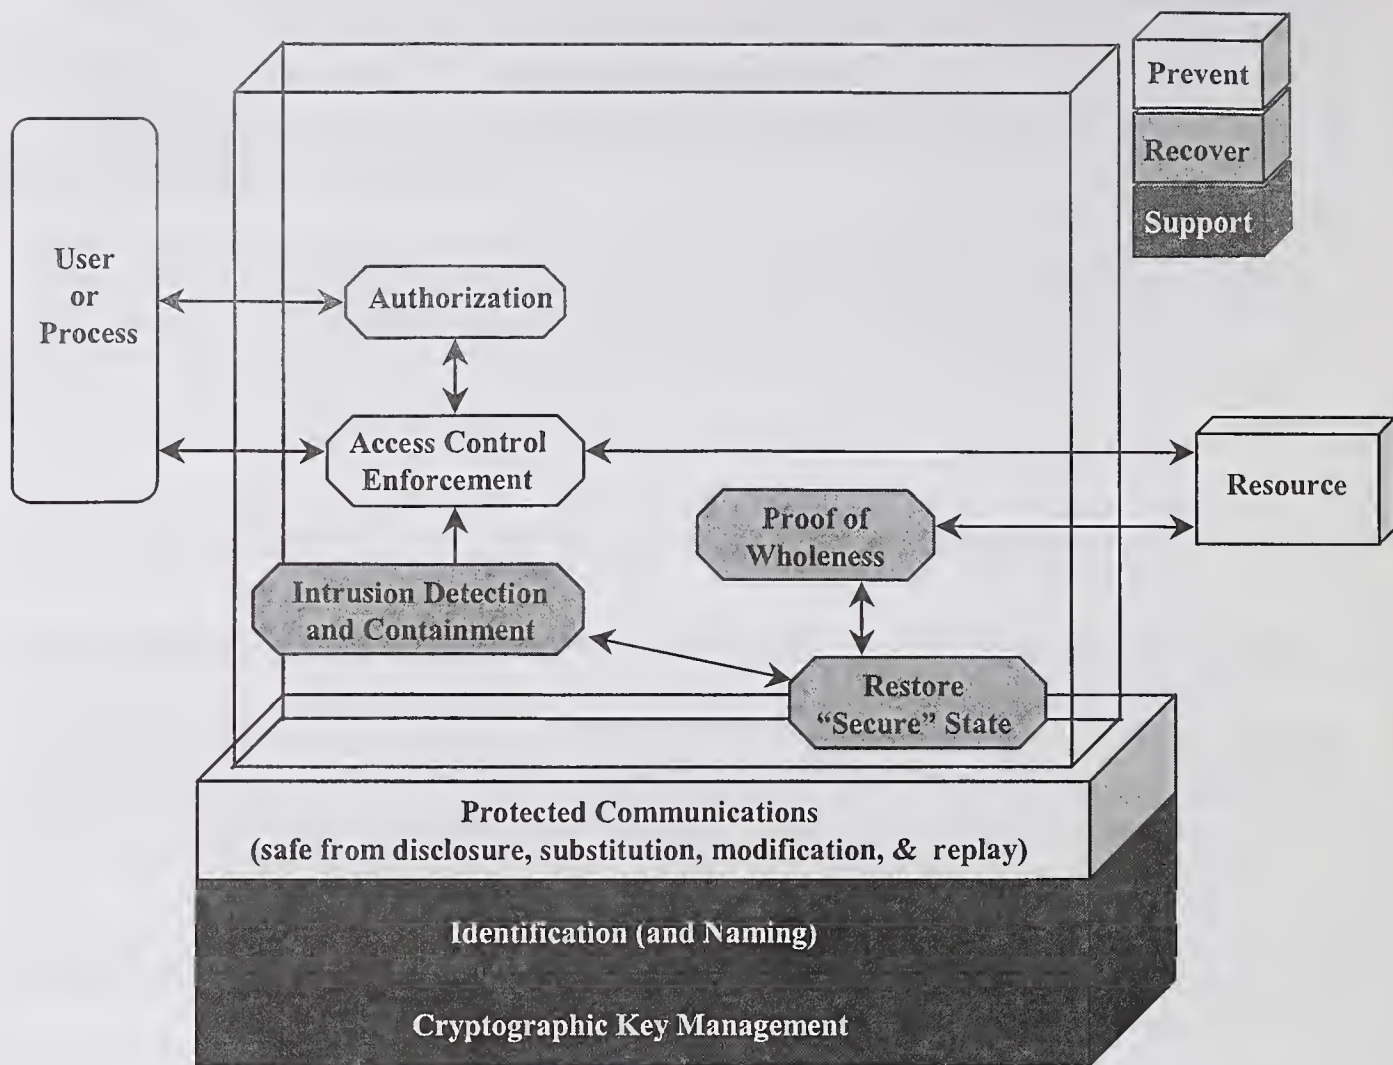 Prevent
Recover
Support
User
or
Process
Authorization
Access Control
Enforcement
Resource
Proof of
Wholeness
Intrusion Detection
and Containment
Restore
“Secure” State
Protected Communications
(safe from disclosure, substitution, modification, & replay)
Identification (and Naming)
Cryptographic Key Management